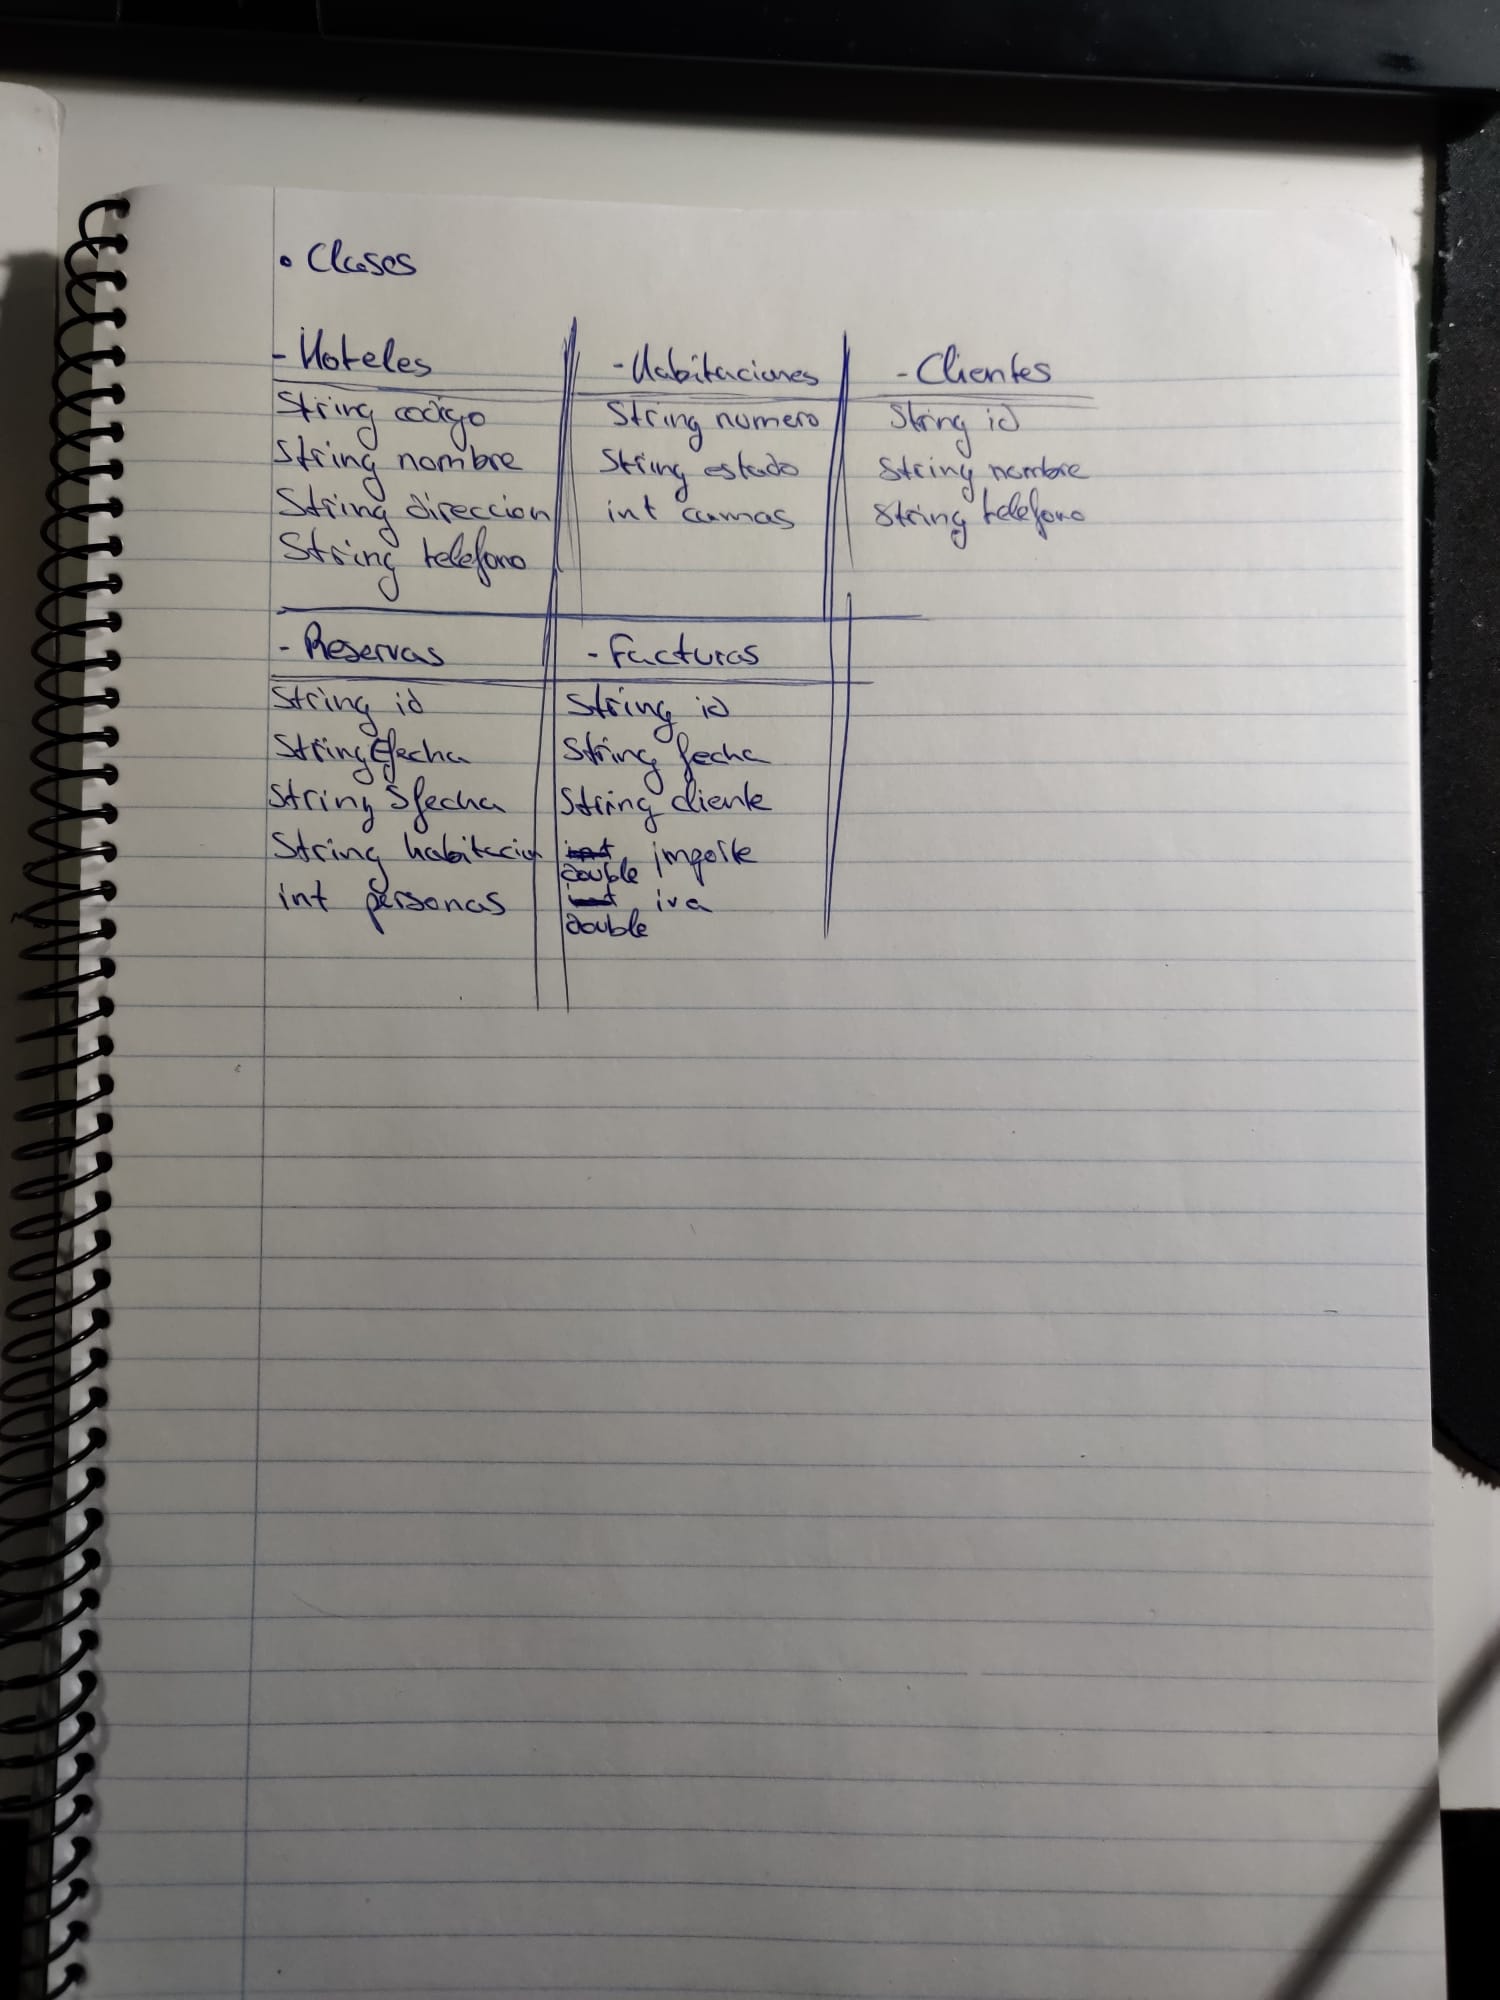 • Clases
- Hoteles
String codigo
String nombre
String direccion
String telefono
- Habitaciones
String numero
String estado
int camas
- Clientes
String id
String nombre
String telefono
- Reservas
String id
String Efecha
String Sfecha
String habitacion
int personas
- Facturas
String id
String fecha
String cliente
int importe
double
int iva
double